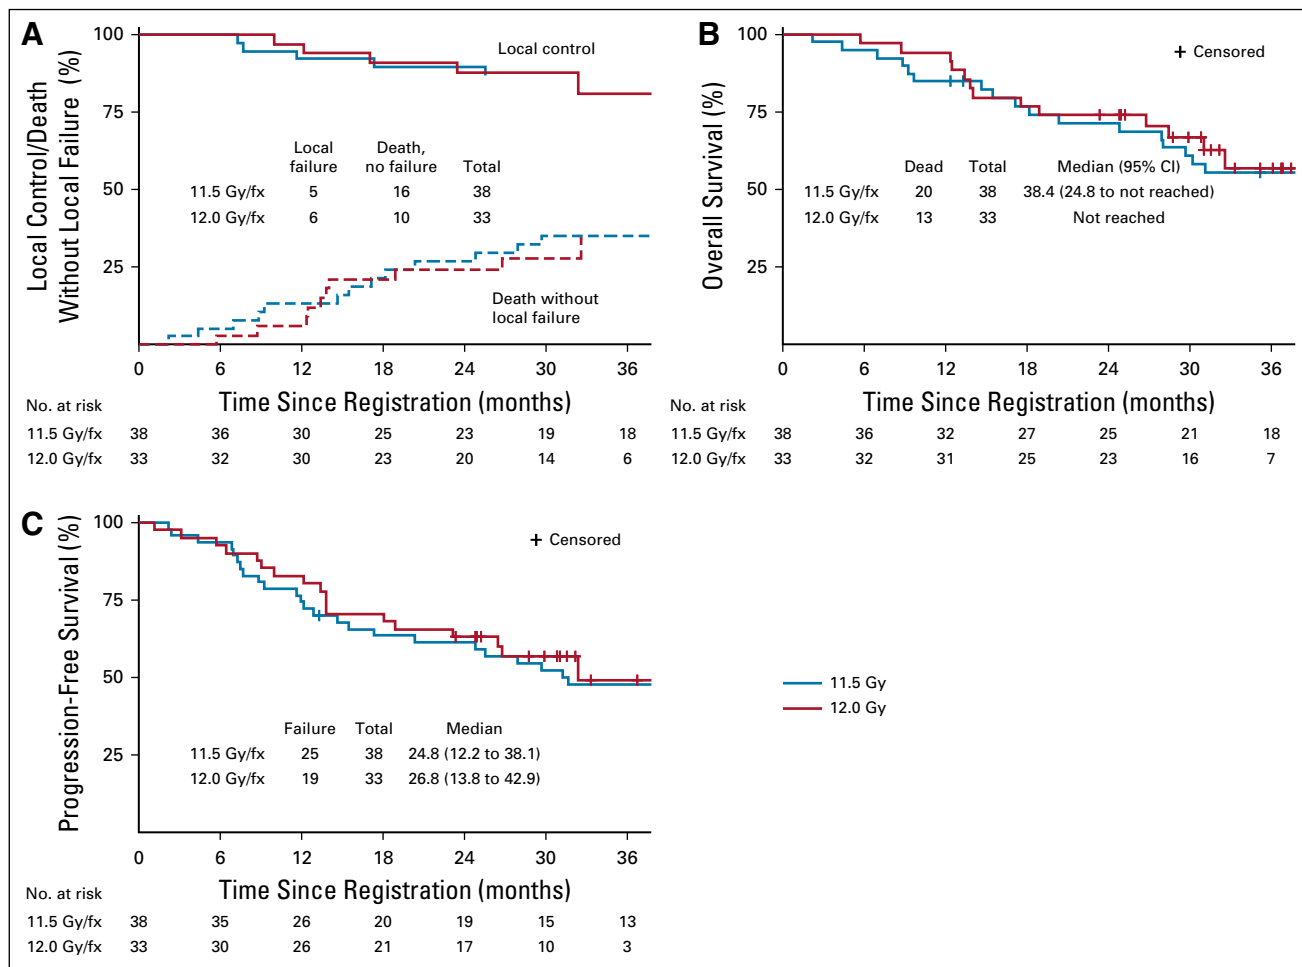 A
Local Control/Death
Without Local Failure (%)
100
75
50
25
Local control
Local Death,
failure no failure Total
11.5 Gy/fx 5 16 38
12.0 Gy/fx 6 10 33
Death without
local failure
0 6 12 18 24 30 36
Time Since Registration (months)
No. at risk
11.5 Gy/fx 38 36 30 25 23 19 18
12.0 Gy/fx 33 32 30 23 20 14 6
B
Overall Survival (%)
100
75
50
25
+ Censored
Dead Total Median (95% CI)
11.5 Gy/fx 20 38 38.4 (24.8 to not reached)
12.0 Gy/fx 13 33 Not reached
0 6 12 18 24 30 36
Time Since Registration (months)
No. at risk
11.5 Gy/fx 38 36 32 27 25 21 18
12.0 Gy/fx 33 32 31 25 23 16 7
C
Progression-Free Survival (%)
100
75
50
25
+ Censored
Failure Total Median
11.5 Gy/fx 25 38 24.8 (12.2 to 38.1)
12.0 Gy/fx 19 33 26.8 (13.8 to 42.9)
0 6 12 18 24 30 36
Time Since Registration (months)
No. at risk
11.5 Gy/fx 38 35 26 20 19 15 13
12.0 Gy/fx 33 30 26 21 17 10 3
11.5 Gy
12.0 Gy